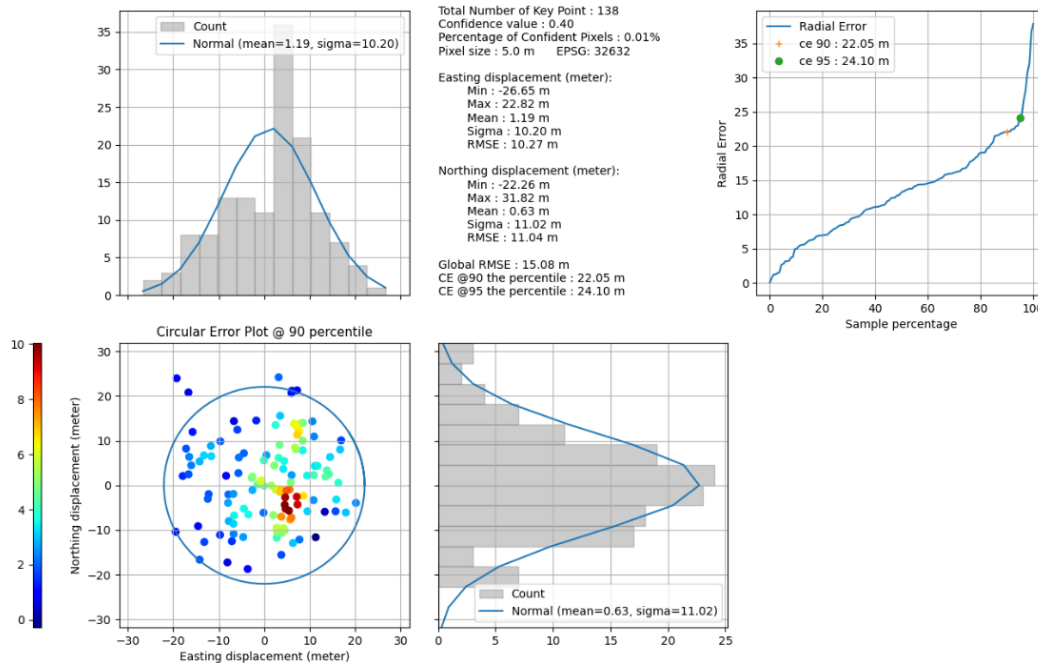 Count
Normal (mean=1.19, sigma=10.20)
35
30
25
20
15
10
5
0
Total Number of Key Point : 138
Confidence value : 0.40
Percentage of Confident Pixels : 0.01%
Pixel size : 5.0 m EPSG: 32632
Easting displacement (meter):
Min : -26.65 m
Max : 22.82 m
Mean : 1.19 m
Sigma : 10.20 m
RMSE : 10.27 m
Northing displacement (meter):
Min : -22.26 m
Max : 31.82 m
Mean : 0.63 m
Sigma : 11.02 m
RMSE : 11.04 m
Global RMSE : 15.08 m
CE @90 the percentile : 22.05 m
CE @95 the percentile : 24.10 m
Radial Error
Radial Error
ce 90 : 22.05 m
ce 95 : 24.10 m
35
30
25
20
15
10
5
0
0 20 40 60 80 100
Sample percentage
10
8
6
4
2
0
Circular Error Plot @ 90 percentile
Northing displacement (meter)
30
20
10
0
−10
−20
−30
−30 −20 −10 0 10 20 30
Easting displacement (meter)
Count
Normal (mean=0.63, sigma=11.02)
0 5 10 15 20 25